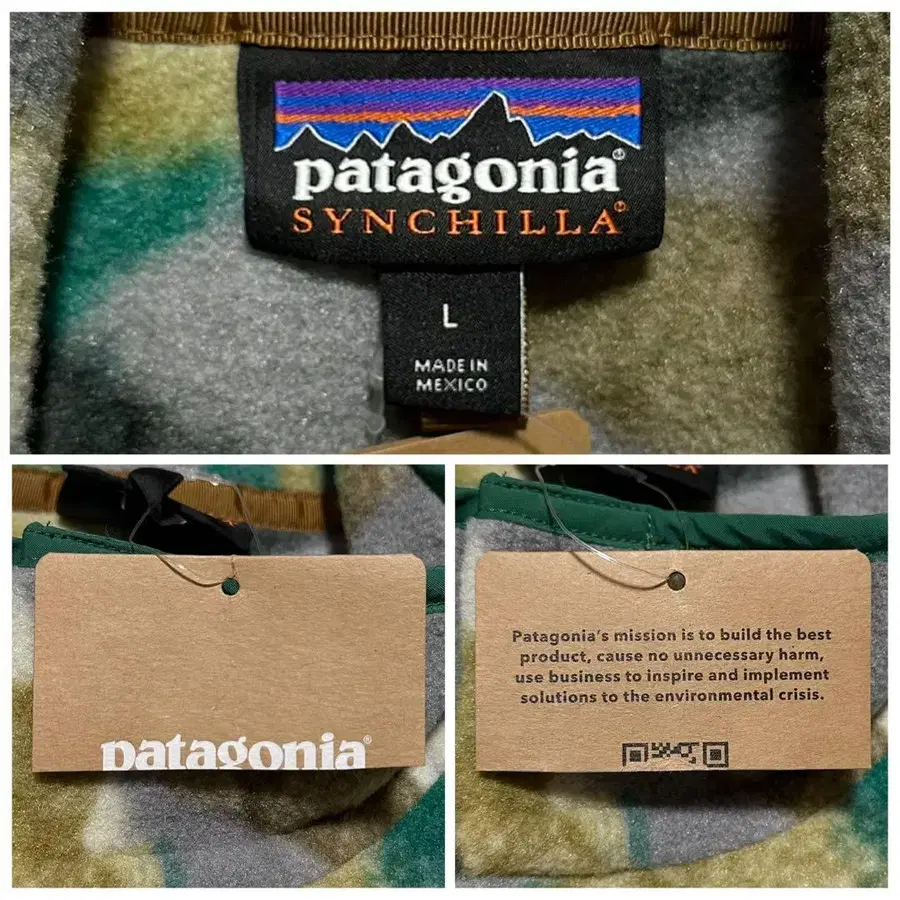 patagonia®
SYNCHILLA®
L
MADE IN
MEXICO
patagonia®
Patagonia's mission is to build the best
product, cause no unnecessary harm,
use business to inspire and implement
solutions to the environmental crisis.